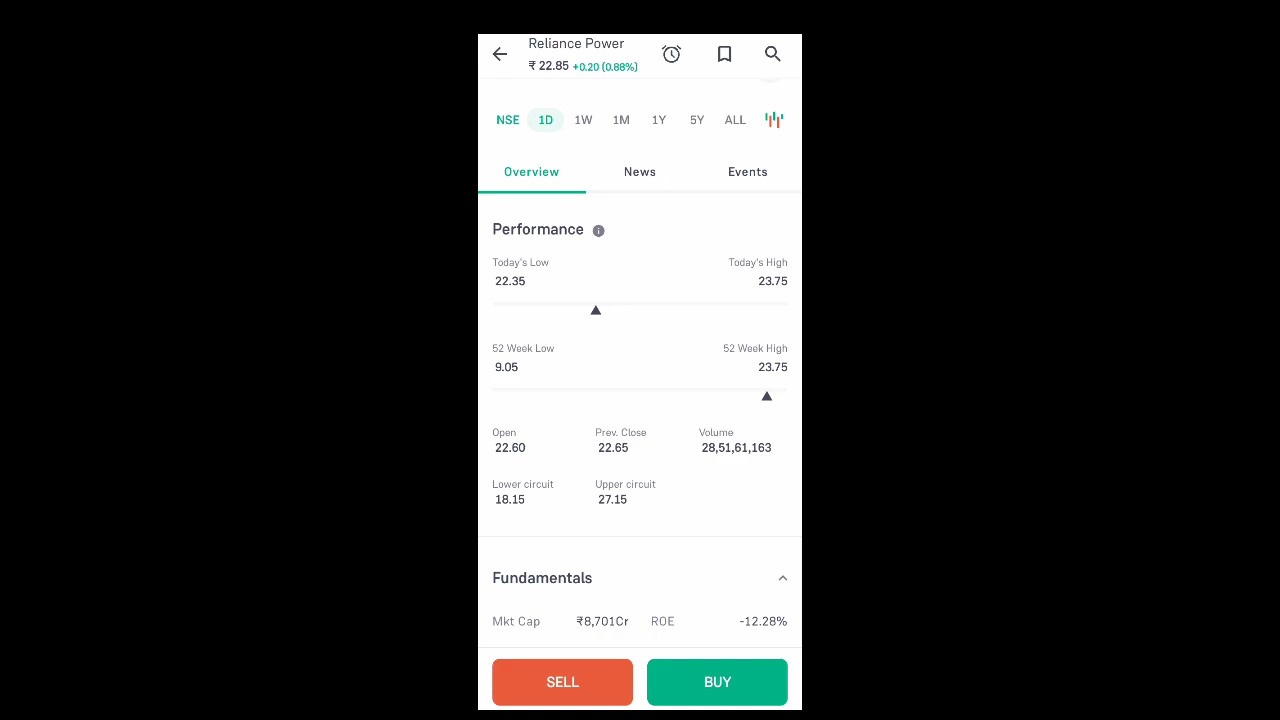 Reliance Power
₹ 22.85 +0.20 (0.88%)
NSE 1D 1W 1M 1Y 5Y ALL
Overview News Events
Performance
Today's Low Today's High
22.35 23.75
52 Week Low 52 Week High
9.05 23.75
Open Prev. Close Volume
22.60 22.65 28,51,61,163
Lower circuit Upper circuit
18.15 27.15
Fundamentals
Mkt Cap ₹8,701Cr ROE -12.28%
SELL BUY